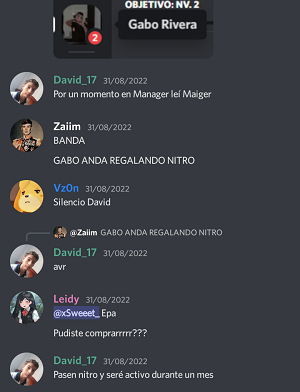 OBJETIVO: NV. 2
Gabo Rivera
2
David_17 31/08/2022
Por un momento en Manager leí Maiger
Zaiim 31/08/2022
BANDA
GABO ANDA REGALANDO NITRO
Vz0n 31/08/2022
Silencio David
@Zaiim GABO ANDA REGALANDO NITRO
David_17 31/08/2022
avr
Leidy 31/08/2022
@xSweeet_ Epa
Pudiste comprarrrrr???
David_17 31/08/2022
Pasen nitro y seré activo durante un mes